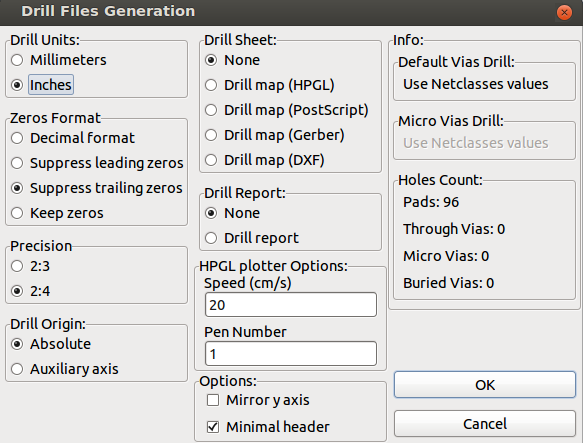 Drill Files Generation
Drill Units:
Millimeters
Inches
Zeros Format
Decimal format
Suppress leading zeros
Suppress trailing zeros
Keep zeros
Precision
2:3
2:4
Drill Origin:
Absolute
Auxiliary axis
Drill Sheet:
None
Drill map (HPGL)
Drill map (PostScript)
Drill map (Gerber)
Drill map (DXF)
Drill Report:
None
Drill report
HPGL plotter Options:
Speed (cm/s)
20
Pen Number
1
Options:
Mirror y axis
Minimal header
Info:
Default Vias Drill:
Use Netclasses values
Micro Vias Drill:
Use Netclasses values
Holes Count:
Pads: 96
Through Vias: 0
Micro Vias: 0
Buried Vias: 0
OK
Cancel